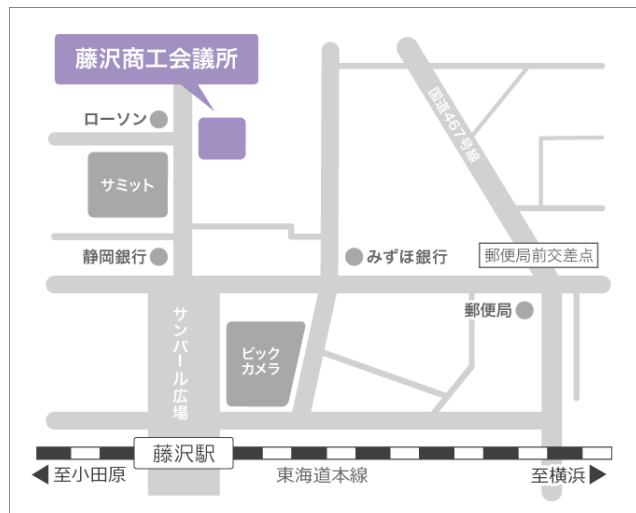 藤沢商工会議所
ローソン
国道467号線
サミット
静岡銀行
みずほ銀行
郵便局前交差点
郵便局
サンパール広場
ビック
カメラ
藤沢駅
至小田原
東海道本線
至横浜